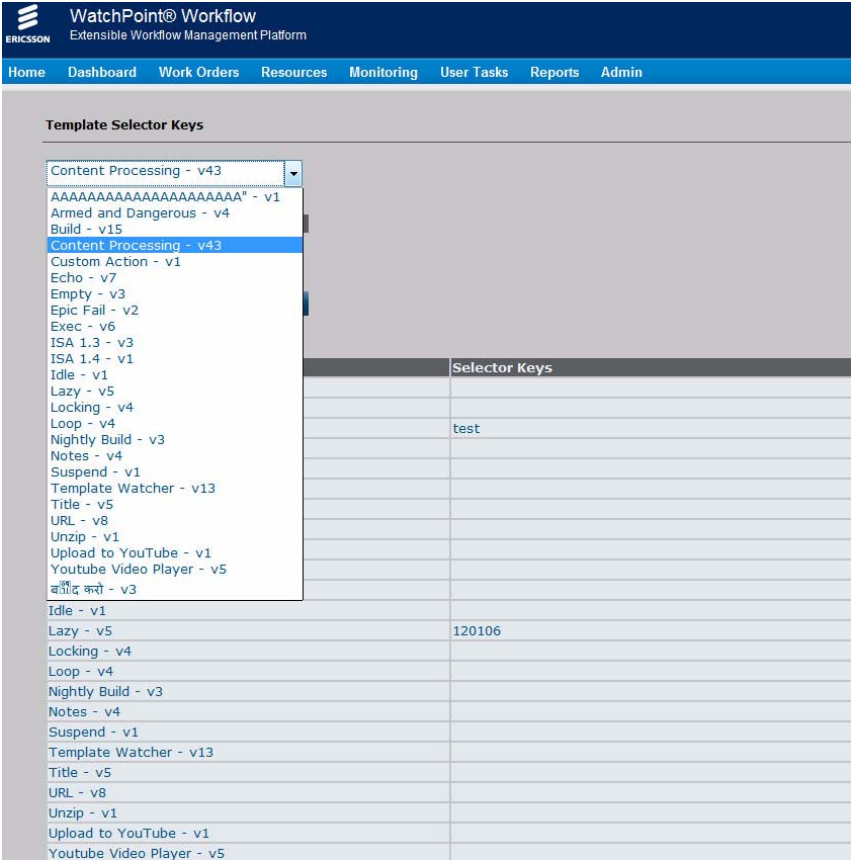 ERICSSON
WatchPoint® Workflow
Extensible Workflow Management Platform
Home Dashboard Work Orders Resources Monitoring User Tasks Reports Admin
Template Selector Keys
Content Processing - v43
AAAAAAAAAAAAAAAAAAAAA" - v1
Armed and Dangerous - v4
Build - v15
Content Processing - v43
Custom Action - v1
Echo - v7
Empty - v3
Epic Fail - v2
Exec - v6
ISA 1.3 - v3
ISA 1.4 - v1
Idle - v1
Lazy - v5
Locking - v4
Loop - v4
Nightly Build - v3
Notes - v4
Suspend - v1
Template Watcher - v13
Title - v5
URL - v8
Unzip - v1
Upload to YouTube - v1
Youtube Video Player - v5
करो - v3
Selector Keys
test
Idle - v1
Lazy - v5 120106
Locking - v4
Loop - v4
Nightly Build - v3
Notes - v4
Suspend - v1
Template Watcher - v13
Title - v5
URL - v8
Unzip - v1
Upload to YouTube - v1
Youtube Video Player - v5